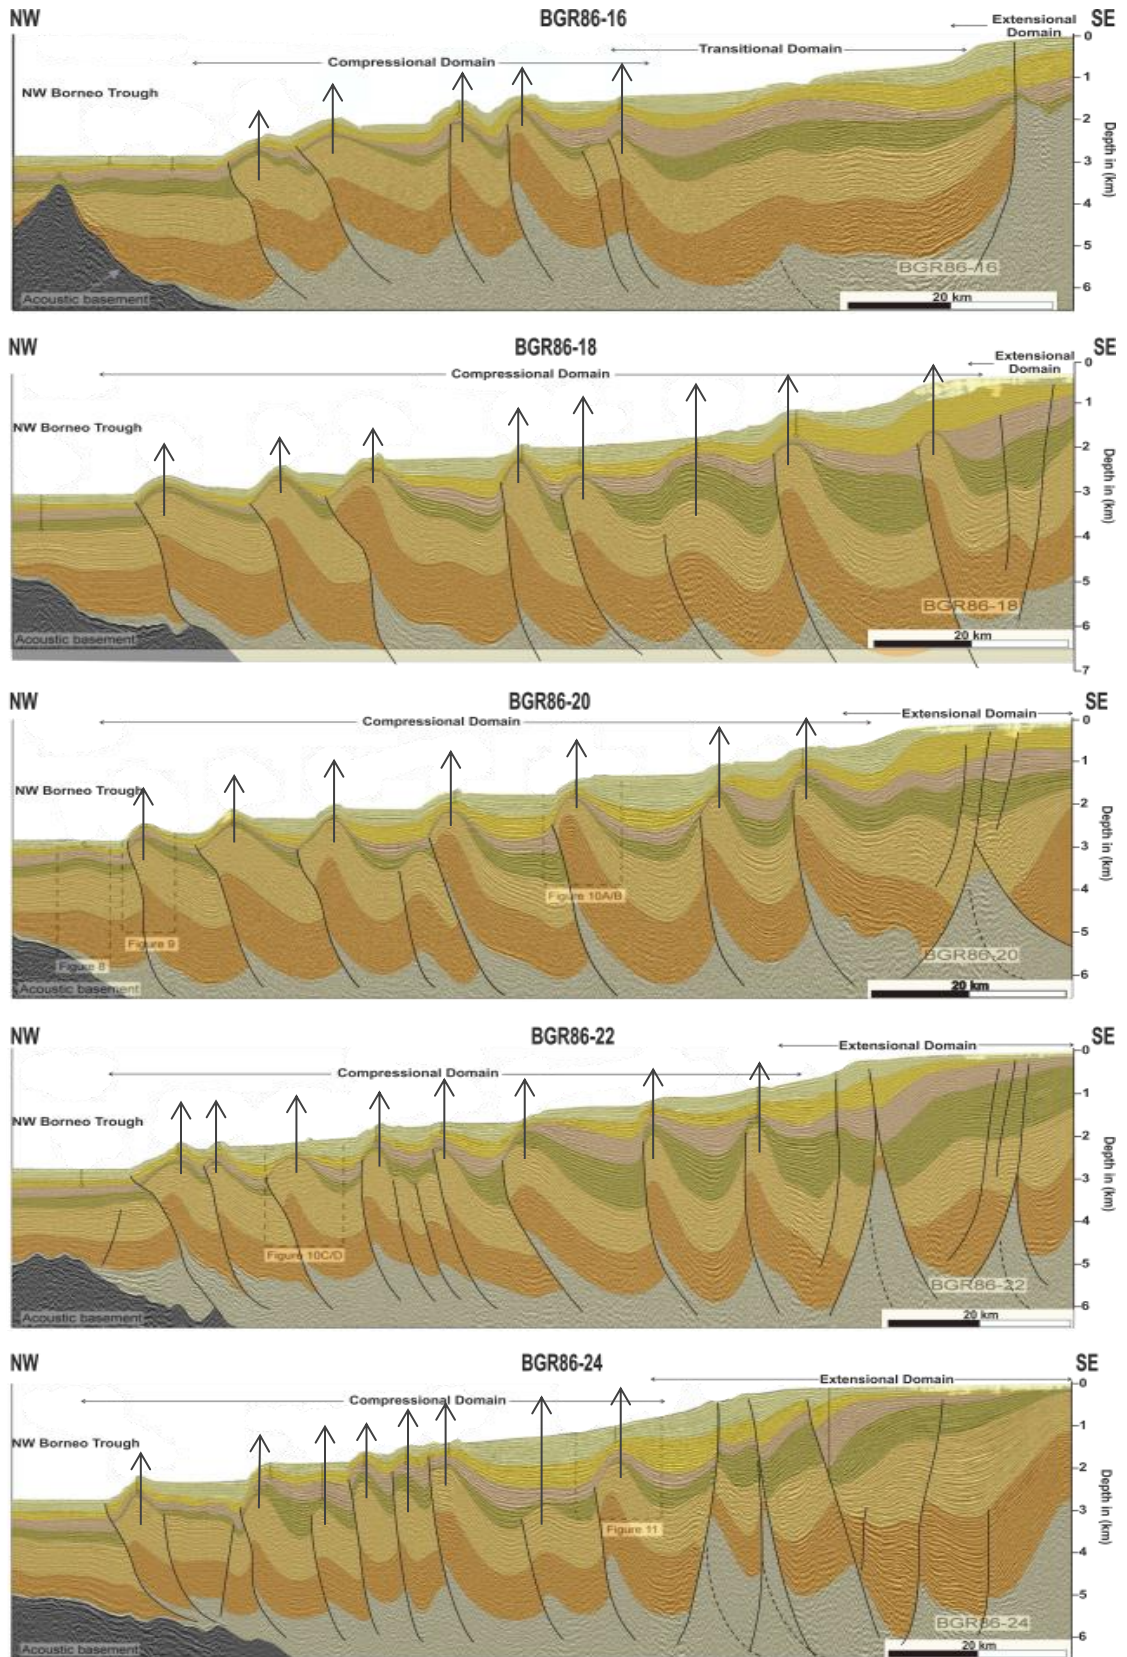 NW BGR86-16 SE
Extensional
Domain
Transitional Domain
Compressional Domain
NW Borneo Trough
0
1
2
3
4
5
6
Depth in (km)
BGR86-16
Acoustic basement
20 km
NW BGR86-18 SE
Extensional
Domain
Compressional Domain
NW Borneo Trough
0
1
2
3
4
5
6
7
Depth in (km)
BGR86-18
Acoustic basement
20 km
NW BGR86-20 SE
Extensional Domain
Compressional Domain
NW Borneo Trough
0
1
2
3
4
5
6
Depth in (km)
Figure 10A/B
Figure 9
Figure 8
BGR86-20
Acoustic basement
20 km
NW BGR86-22 SE
Extensional Domain
Compressional Domain
NW Borneo Trough
0
1
2
3
4
5
6
Depth in (km)
Figure 10C/D
BGR86-22
Acoustic basement
20 km
NW BGR86-24 SE
Extensional Domain
Compressional Domain
NW Borneo Trough
0
1
2
3
4
5
6
Depth in (km)
Figure 11
BGR86-24
Acoustic basement
20 km